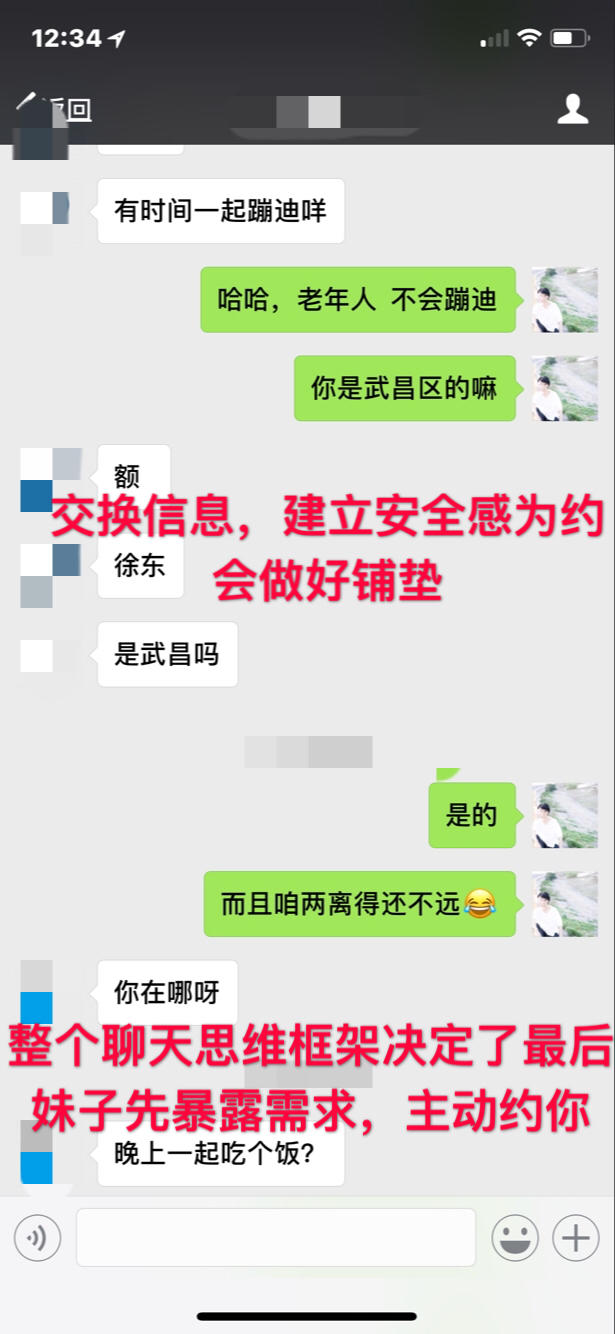 12:34
返回
有时间一起蹦迪咩
哈哈，老年人 不会蹦迪
你是武昌区的嘛
额
交换信息，建立安全感为约
徐东
会做好铺垫
是武昌吗
是的
而且咱两离得还不远😂
你在哪呀
整个聊天思维框架决定了最后
妹子先暴露需求，主动约你
晚上一起吃个饭?